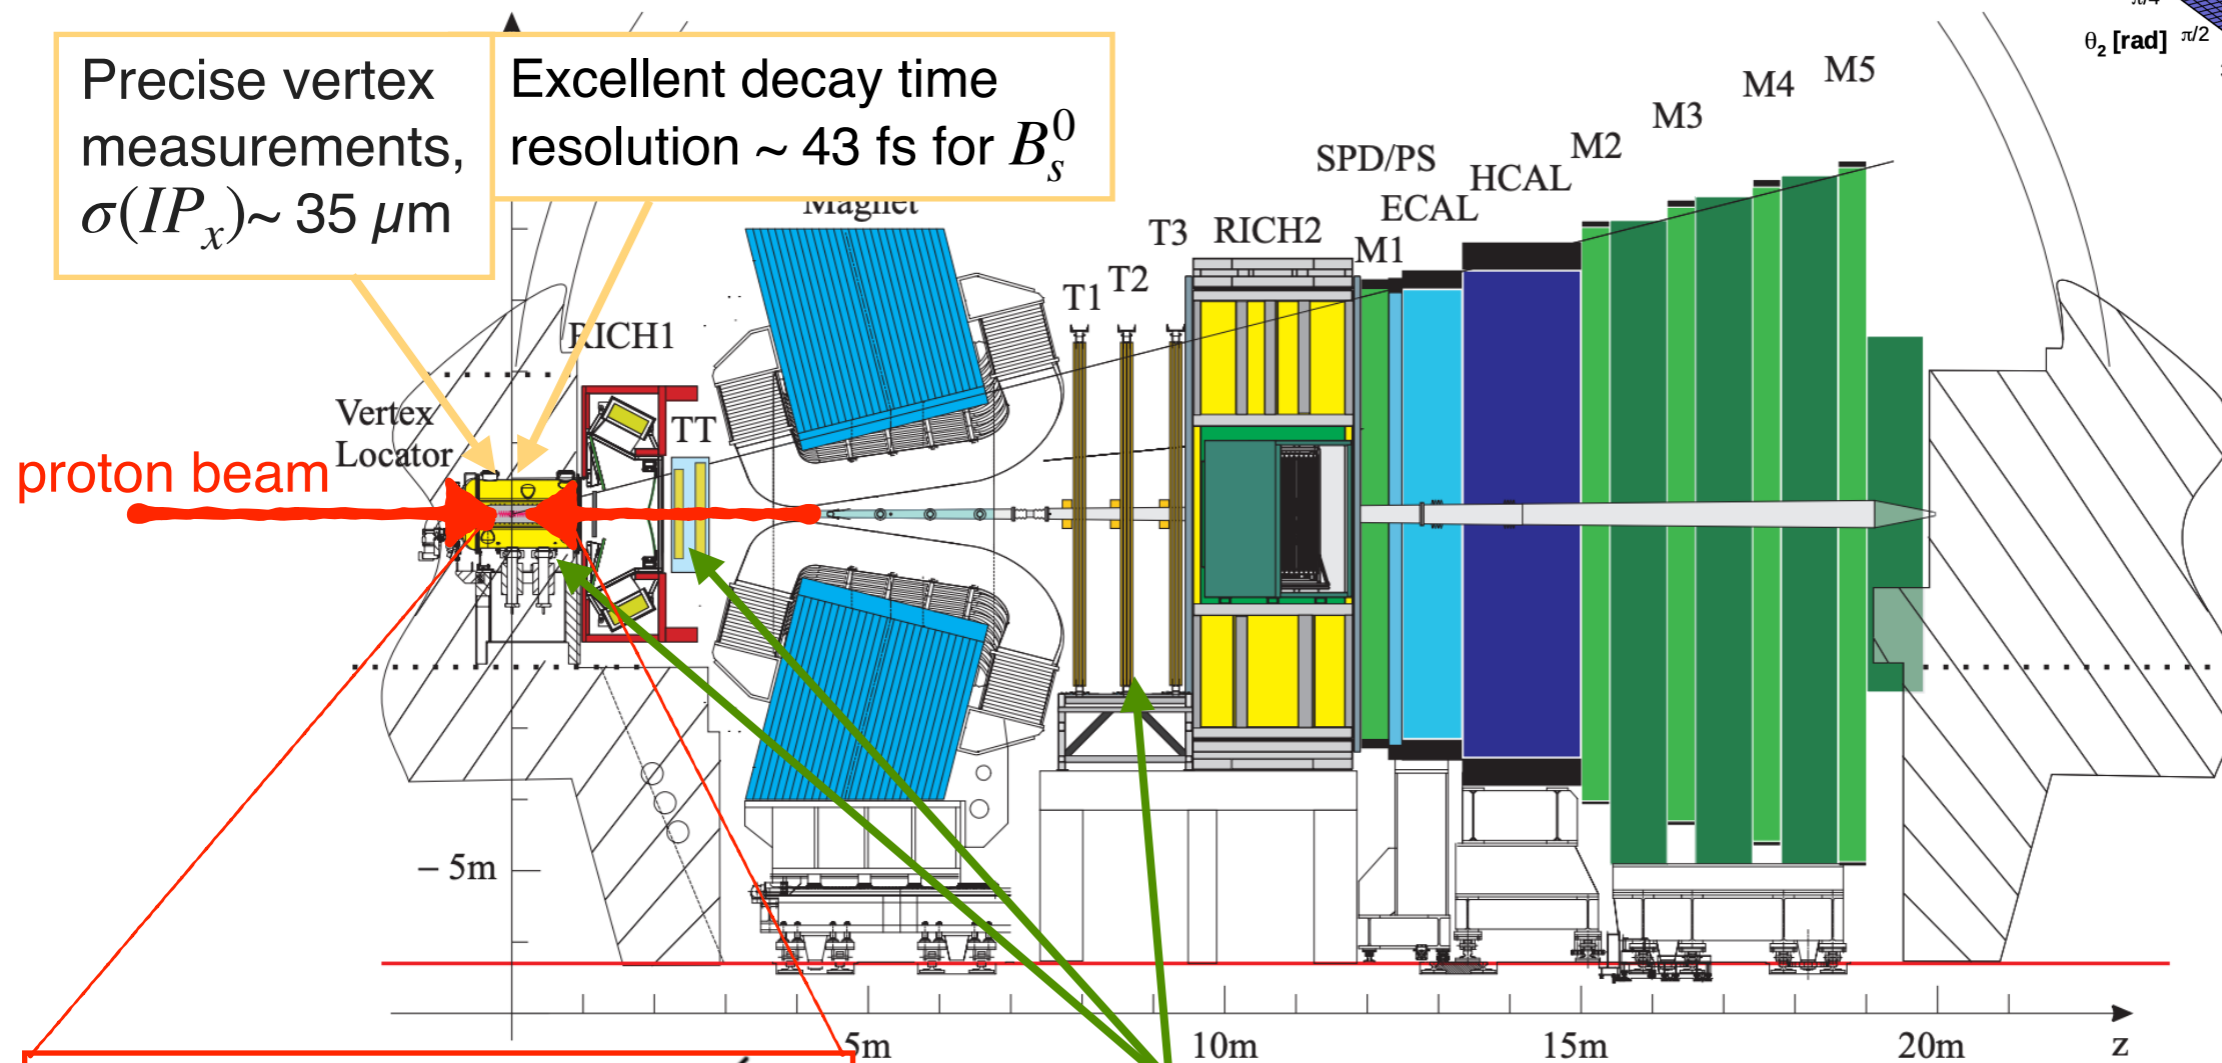 π/4
θ₂ [rad] π/2
Precise vertex
measurements,
σ(IPₓ)~ 35 μm
Excellent decay time
resolution ~ 43 fs for B⁰ₛ
Magnet
M5
M4
M3
M2
SPD/PS
HCAL
ECAL
T3 RICH2
M1
T2
T1
RICH1
Vertex
Locator
TT
proton beam
– 5m
5m 10m 15m 20m z